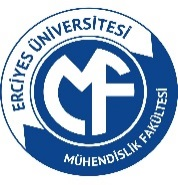 ERCİYES ÜNİVERSİTESİ
MF
MÜHENDİSLİK FAKÜLTESİ